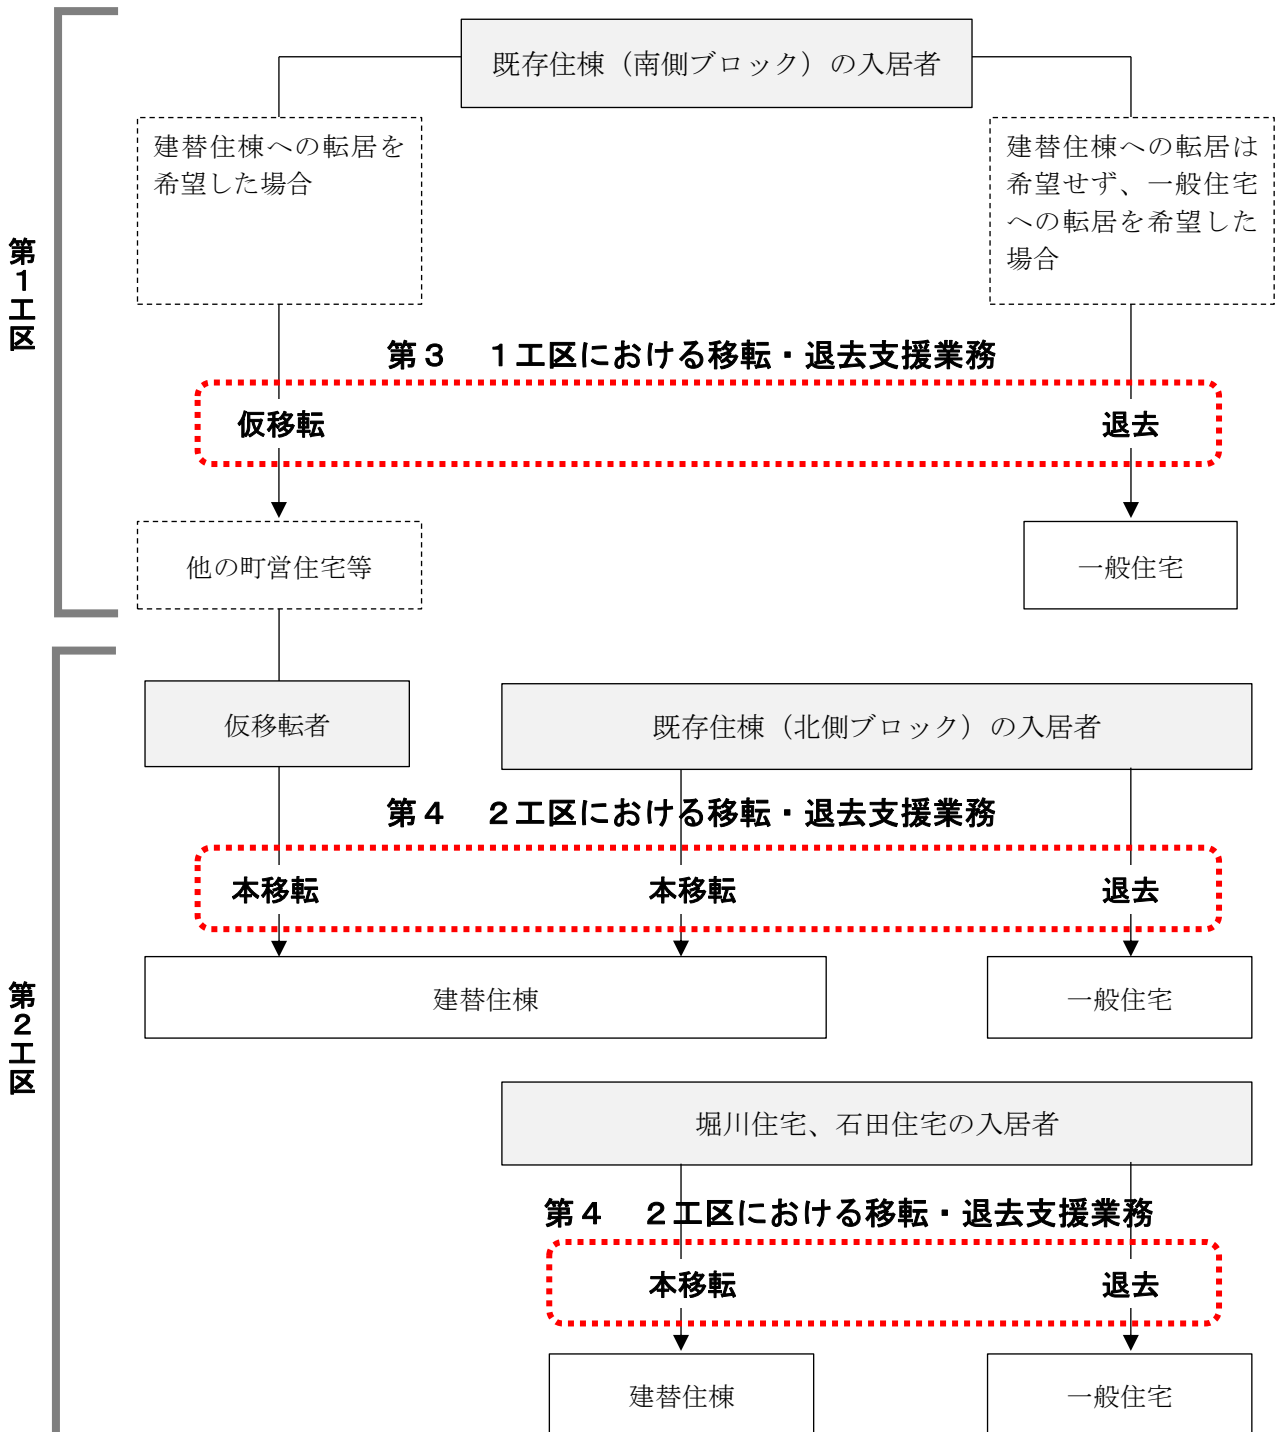 第1工区
既存住棟（南側ブロック）の入居者
建替住棟への転居を
希望した場合
建替住棟への転居は
希望せず、一般住宅
への転居を希望した
場合
第３　１工区における移転・退去支援業務
仮移転
退去
他の町営住宅等
一般住宅
第2工区
仮移転者
既存住棟（北側ブロック）の入居者
第４　２工区における移転・退去支援業務
本移転
本移転
退去
建替住棟
一般住宅
堀川住宅、石田住宅の入居者
第４　２工区における移転・退去支援業務
本移転
退去
建替住棟
一般住宅